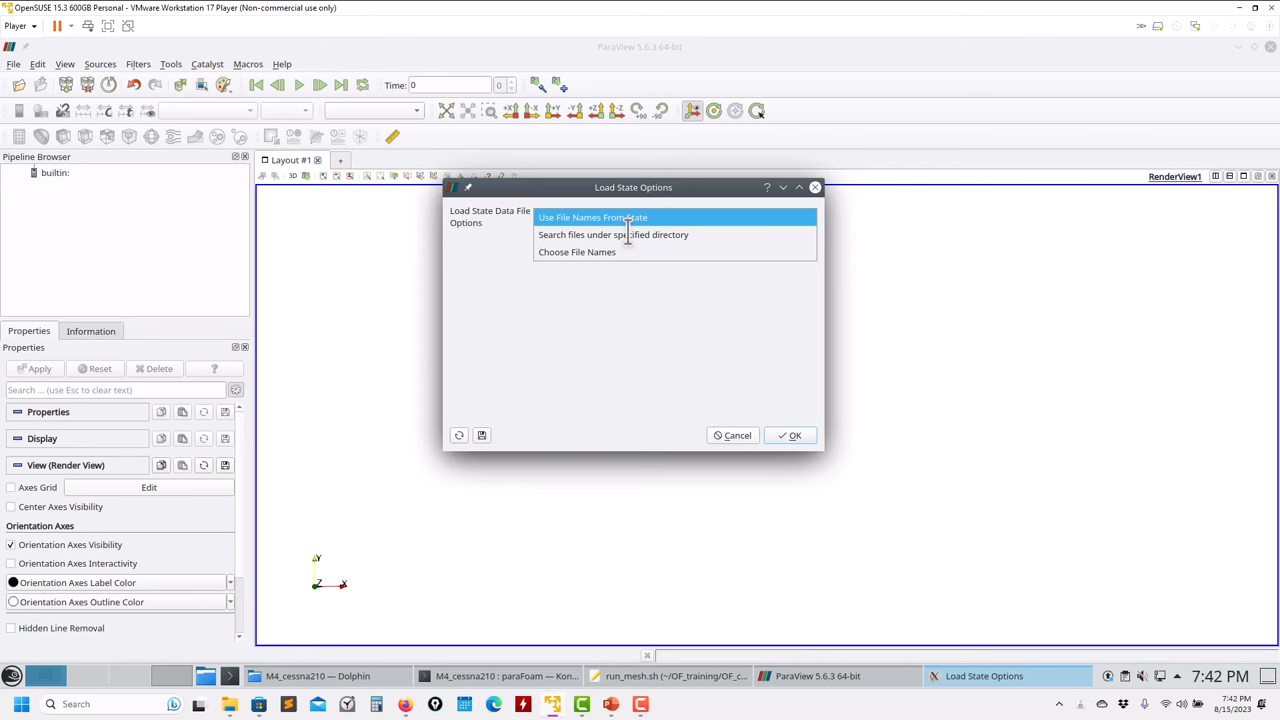 OpenSUSE 15.3 600GB Personal - VMware Workstation 17 Player (Non-commercial use only)
Player
ParaView 5.6.3 64-bit
File Edit View Sources Filters Tools Catalyst Macros Help
Time: 0 0
+X -X +Y -Y +Z -Z +90 -90
Pipeline Browser
builtin:
Layout #1
3D
RenderView1
Load State Options
Load State Data File
Options
Use File Names From State
Search files under specified directory
Choose File Names
Cancel OK
Properties Information
Properties
Apply Reset Delete ?
Search ... (use Esc to clear text)
Properties
Display
View (Render View)
Axes Grid Edit
Center Axes Visibility
Orientation Axes
Orientation Axes Visibility
Orientation Axes Interactivity
Orientation Axes Label Color
Orientation Axes Outline Color
Hidden Line Removal
Y
Z X
M4_cessna210 — Dolphin
M4_cessna210 : paraFoam — Kon...
run_mesh.sh (~/OF_training/OF_c...
ParaView 5.6.3 64-bit
Load State Options
7:42 PM
Search
7:42 PM
8/15/2023